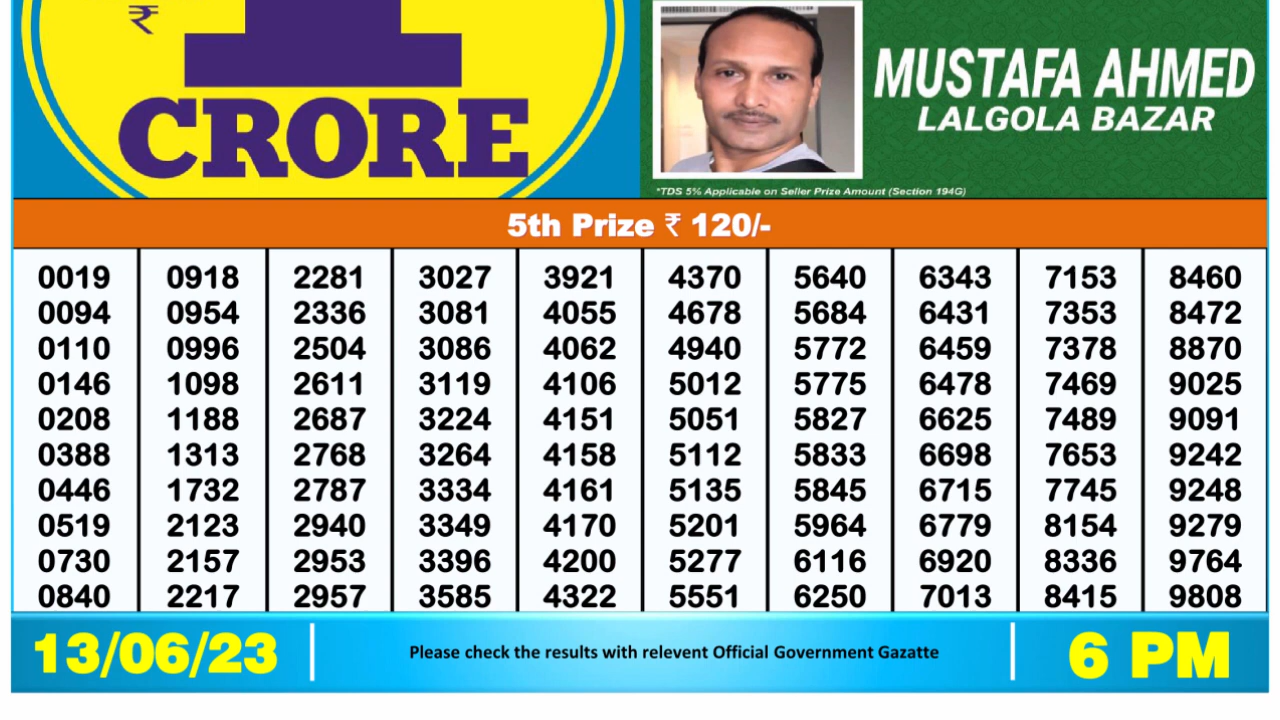 ₹
1
CRORE
MUSTAFA AHMED
LALGOLA BAZAR
*TDS 5% Applicable on Seller Prize Amount (Section 194G)
5th Prize ₹ 120/-
0019 0918 2281 3027 3921 4370 5640 6343 7153 8460
0094 0954 2336 3081 4055 4678 5684 6431 7353 8472
0110 0996 2504 3086 4062 4940 5772 6459 7378 8870
0146 1098 2611 3119 4106 5012 5775 6478 7469 9025
0208 1188 2687 3224 4151 5051 5827 6625 7489 9091
0388 1313 2768 3264 4158 5112 5833 6698 7653 9242
0446 1732 2787 3334 4161 5135 5845 6715 7745 9248
0519 2123 2940 3349 4170 5201 5964 6779 8154 9279
0730 2157 2953 3396 4200 5277 6116 6920 8336 9764
0840 2217 2957 3585 4322 5551 6250 7013 8415 9808
13/06/23 Please check the results with relevent Official Government Gazatte 6 PM